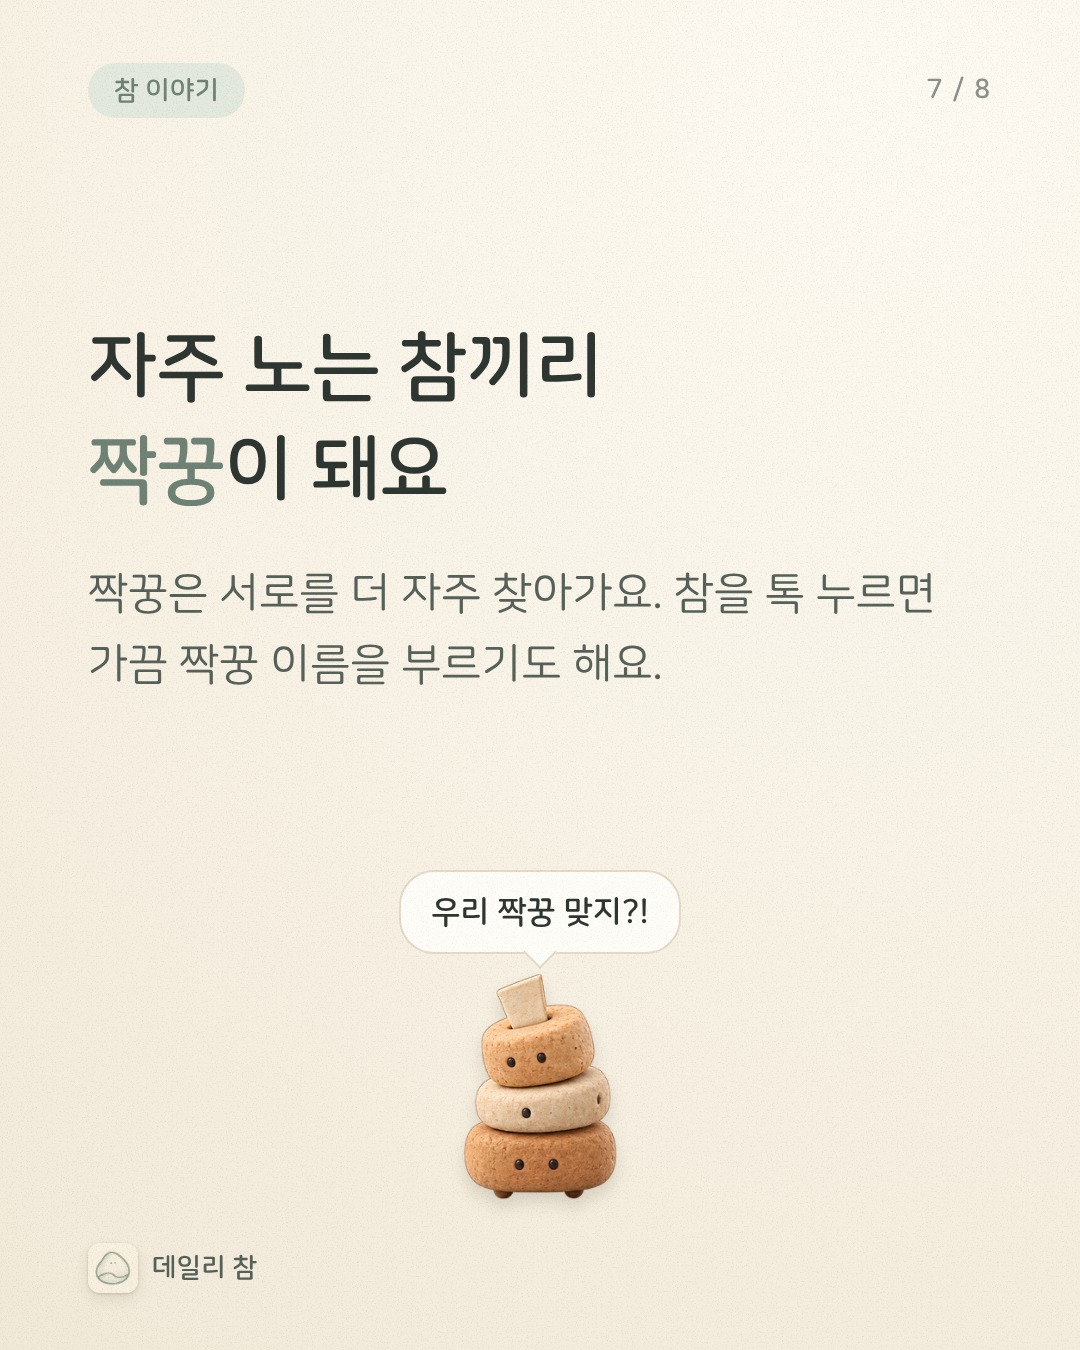 참 이야기
7 / 8
자주 노는 참끼리
짝꿍이 돼요
짝꿍은 서로를 더 자주 찾아가요. 참을 톡 누르면
가끔 짝꿍 이름을 부르기도 해요.
우리 짝꿍 맞지?!
데일리 참